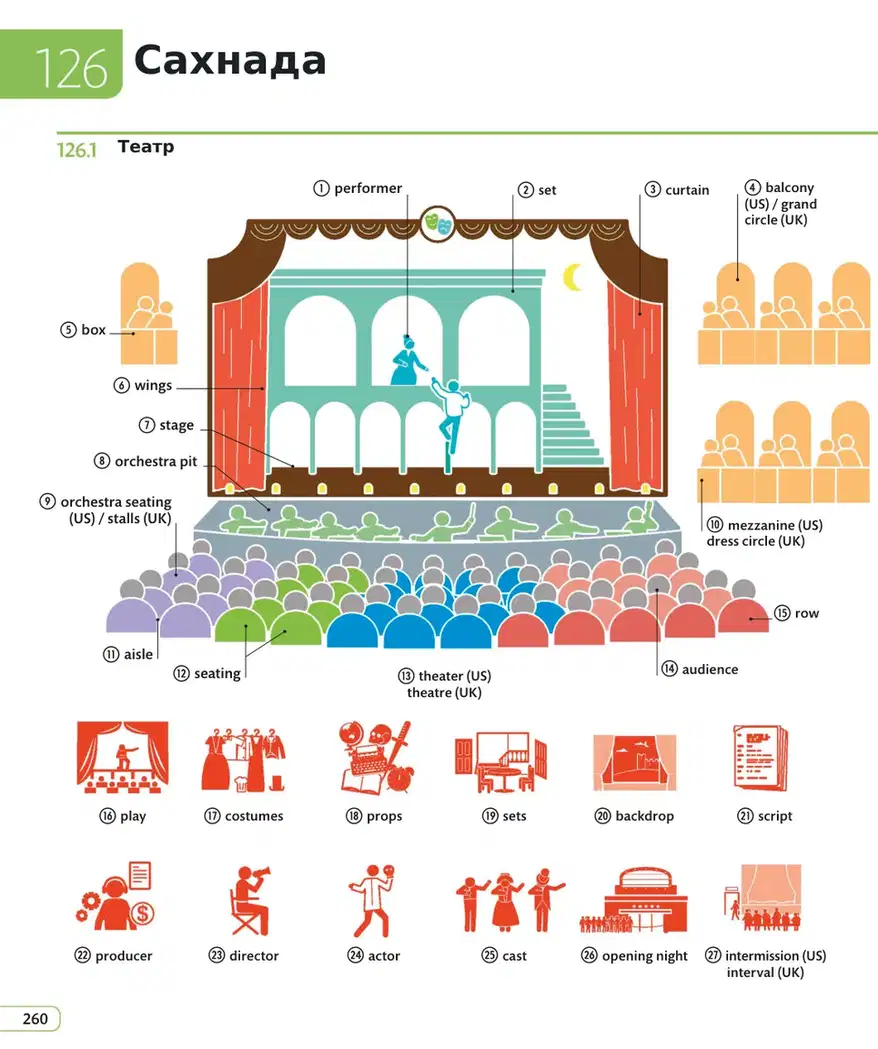 126 Сахнада
126.1 Театр
① performer
② set
③ curtain
④ balcony
(US) / grand
circle (UK)
⑤ box
⑥ wings
⑦ stage
⑧ orchestra pit
⑨ orchestra seating
(US) / stalls (UK)
⑩ mezzanine (US)
dress circle (UK)
⑪ aisle
⑫ seating
⑬ theater (US)
theatre (UK)
⑭ audience
⑮ row
⑯ play
⑰ costumes
⑱ props
⑲ sets
⑳ backdrop
㉑ script
㉒ producer
㉓ director
㉔ actor
㉕ cast
㉖ opening night
㉗ intermission (US)
interval (UK)
260